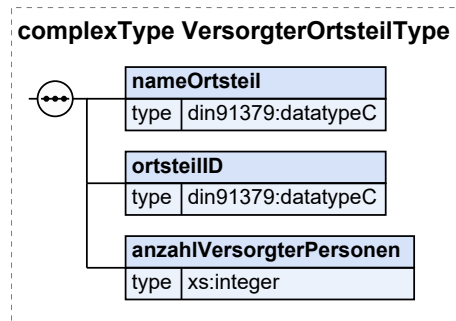 complexType VersorgterOrtsteilType
nameOrtsteil
type din91379:datatypeC
ortsteilID
type din91379:datatypeC
anzahlVersorgterPersonen
type xs:integer